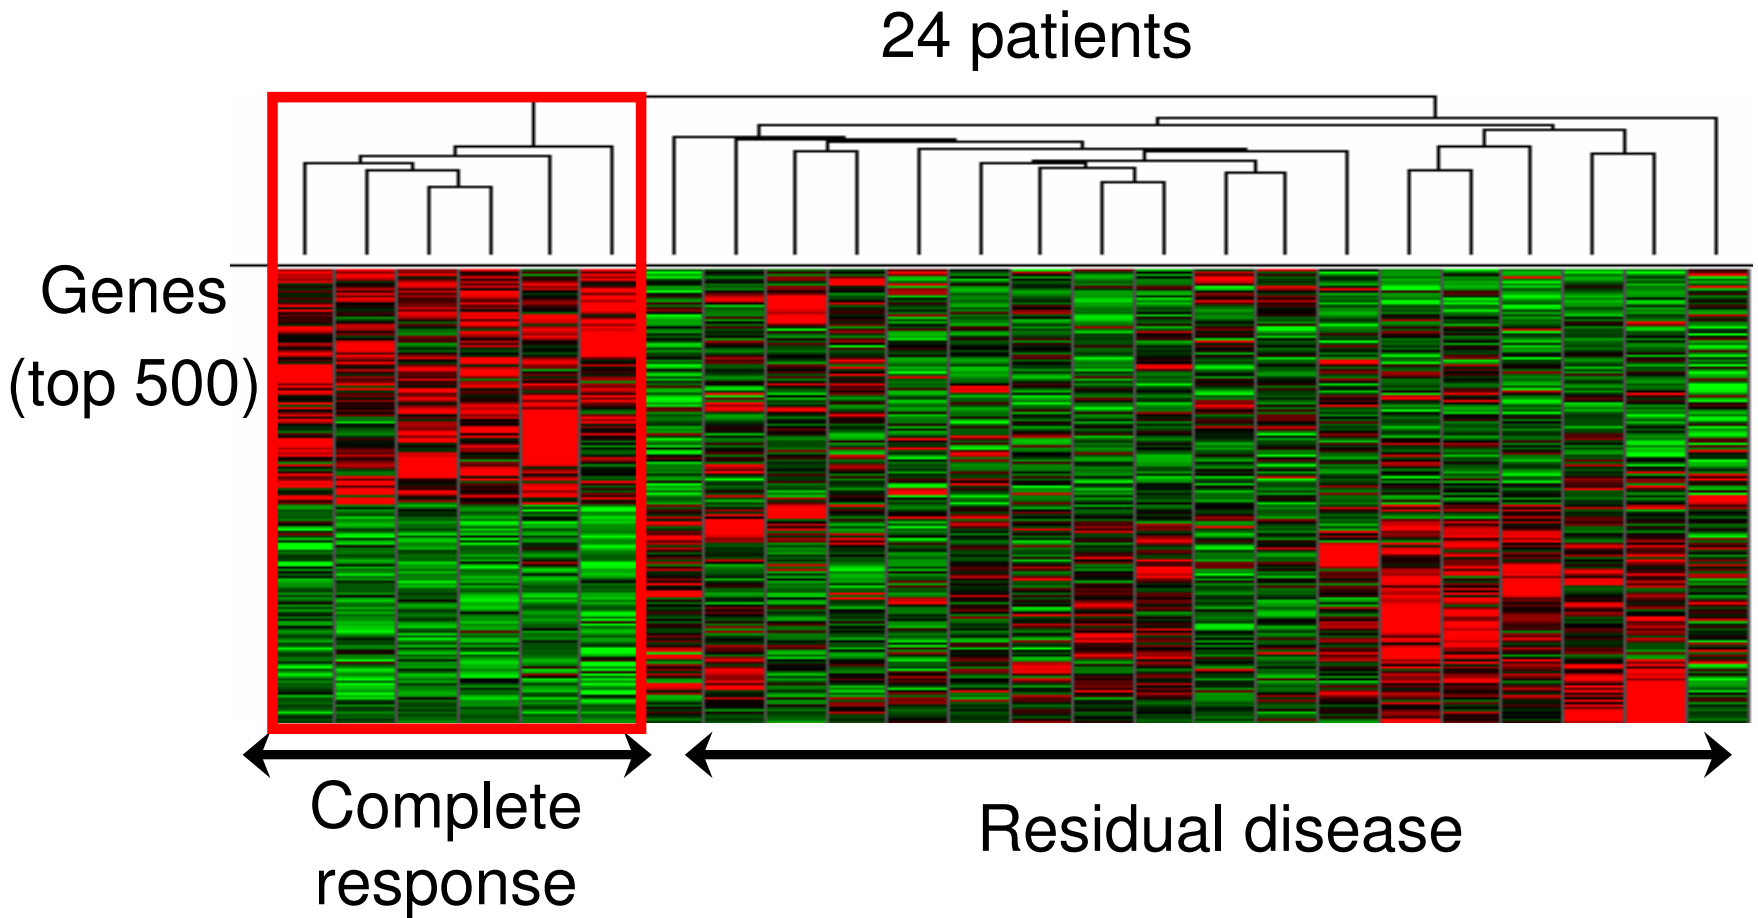 24 patients
Genes
(top 500)
Complete
response
Residual disease